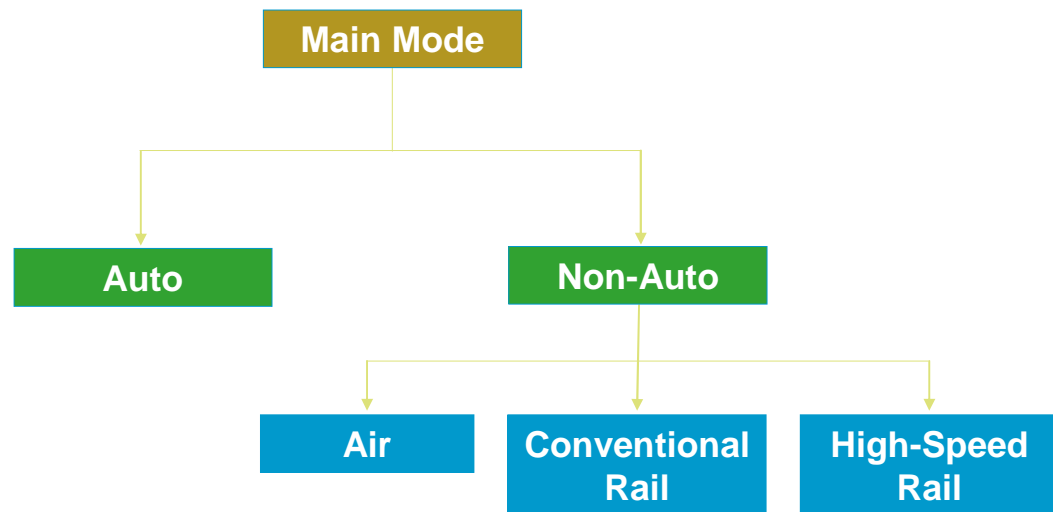 Main Mode
Auto
Non-Auto
Air
Conventional
Rail
High-Speed
Rail